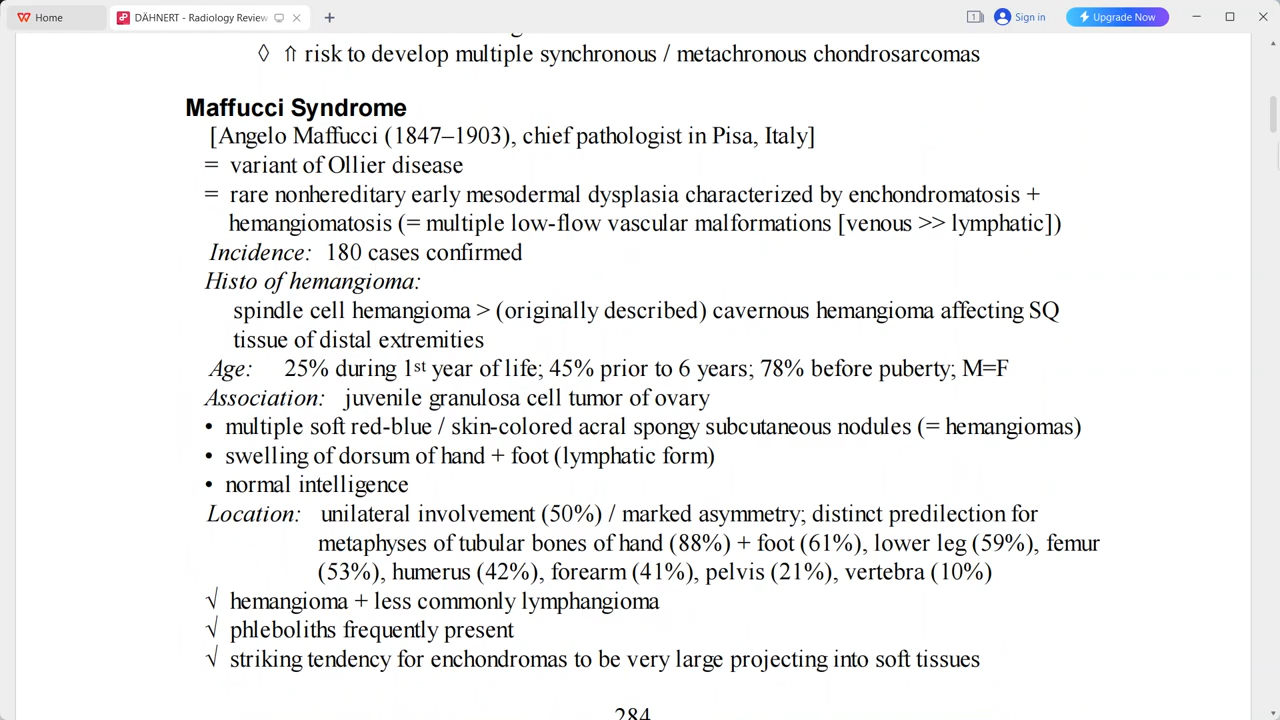 Home
DÄHNERT - Radiology Review
1
Sign in
Upgrade Now
◊ ⇑ risk to develop multiple synchronous / metachronous chondrosarcomas
Maffucci Syndrome
[Angelo Maffucci (1847–1903), chief pathologist in Pisa, Italy]
= variant of Ollier disease
= rare nonhereditary early mesodermal dysplasia characterized by enchondromatosis +
hemangiomatosis (= multiple low-flow vascular malformations [venous >> lymphatic])
Incidence: 180 cases confirmed
Histo of hemangioma:
spindle cell hemangioma > (originally described) cavernous hemangioma affecting SQ
tissue of distal extremities
Age: 25% during 1st year of life; 45% prior to 6 years; 78% before puberty; M=F
Association: juvenile granulosa cell tumor of ovary
• multiple soft red-blue / skin-colored acral spongy subcutaneous nodules (= hemangiomas)
• swelling of dorsum of hand + foot (lymphatic form)
• normal intelligence
Location: unilateral involvement (50%) / marked asymmetry; distinct predilection for
metaphyses of tubular bones of hand (88%) + foot (61%), lower leg (59%), femur
(53%), humerus (42%), forearm (41%), pelvis (21%), vertebra (10%)
√ hemangioma + less commonly lymphangioma
√ phleboliths frequently present
√ striking tendency for enchondromas to be very large projecting into soft tissues
284